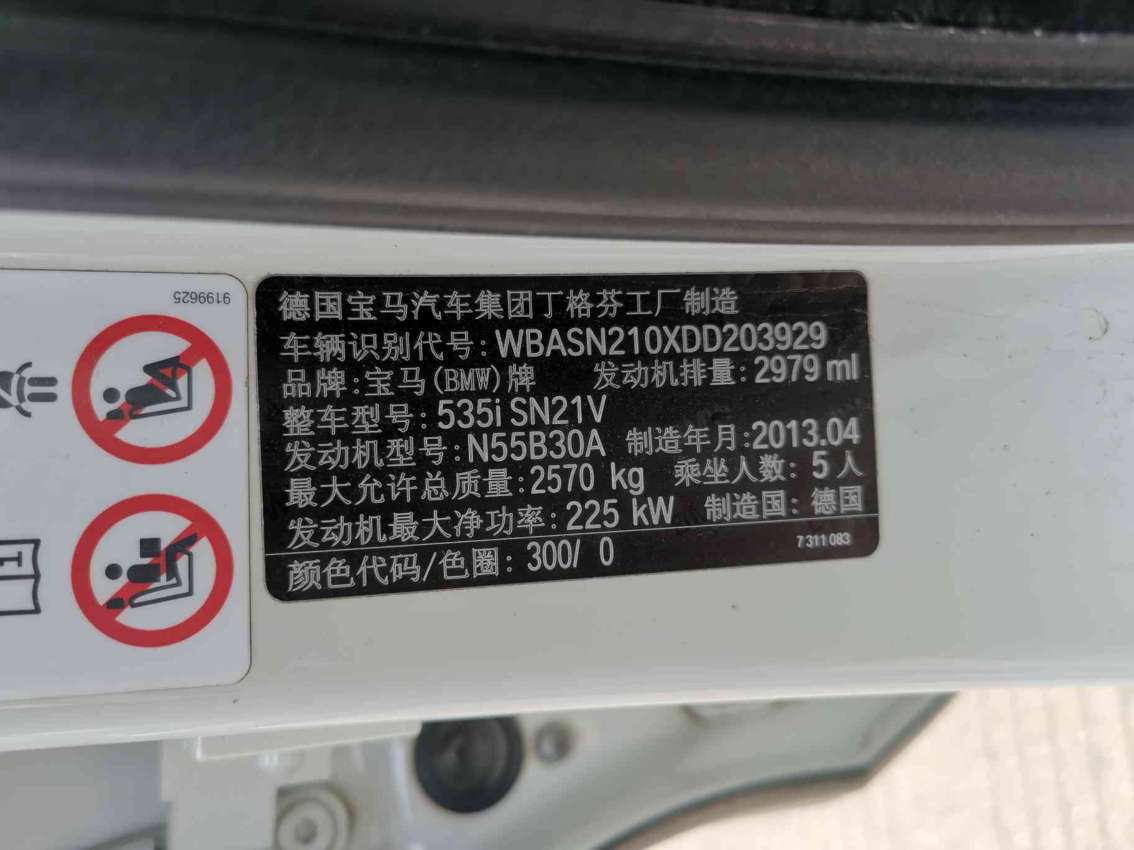 9199625
德国宝马汽车集团丁格芬工厂制造
车辆识别代号:WBASN210XDD203929
品牌:宝马(BMW)牌 发动机排量:2979 ml
整车型号:535i SN21V
发动机型号:N55B30A 制造年月:2013.04
最大允许总质量:2570 kg 乘坐人数: 5人
发动机最大净功率:225 kW 制造国:德国
颜色代码/色圈: 300/ 0 7 311 083